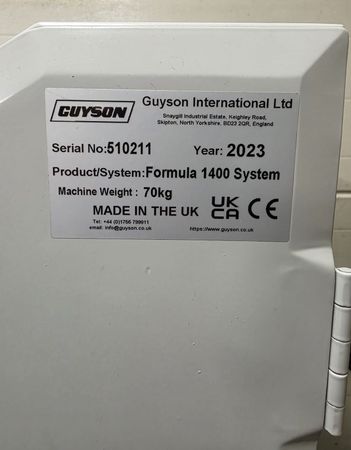 GUYSON
Guyson International Ltd
Snaygill Industrial Estate, Keighley Road,
Skipton, North Yorkshire, BD23 2QR, England
Serial No:510211 Year: 2023
Product/System:Formula 1400 System
Machine Weight : 70kg
MADE IN THE UK UK CA CE
Tel: +44 (0)1756 799911
email: info@guyson.co.uk https://www.guyson.co.uk